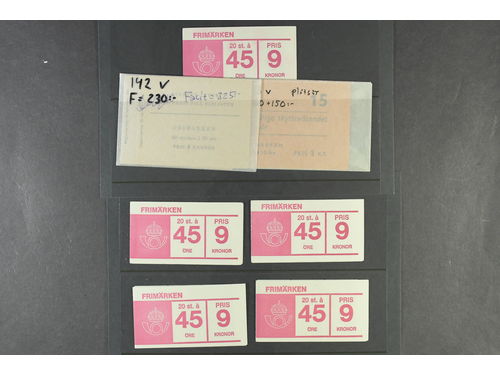 FRIMÄRKEN
20 st. á PRIS
45 9
ÖRE KRONOR
142 v
F = 230:-
v
+150:-
15
FRIMÄRKEN
20 st. á PRIS
45 9
ÖRE KRONOR
FRIMÄRKEN
20 st. á PRIS
45 9
ÖRE KRONOR
FRIMÄRKEN
20 st. á PRIS
45 9
ÖRE KRONOR
FRIMÄRKEN
20 st. á PRIS
45 9
ÖRE KRONOR